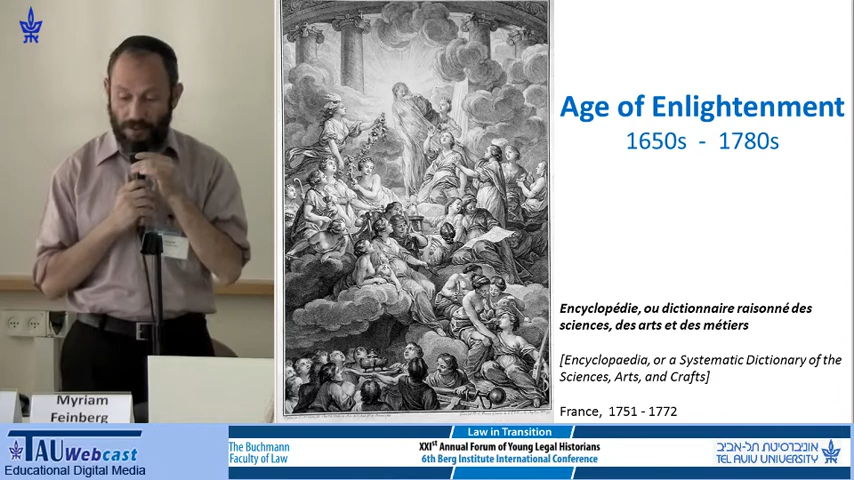 Age of Enlightenment
1650s - 1780s
Encyclopédie, ou dictionnaire raisonné des
sciences, des arts et des métiers
[Encyclopaedia, or a Systematic Dictionary of the
Sciences, Arts, and Crafts]
France, 1751 - 1772
Myriam
Feinberg
TAU Webcast
Educational Digital Media
The Buchmann
Faculty of Law
Law in Transition
XXIst Annual Forum of Young Legal Historians
6th Berg Institute International Conference
אוניברסיטת תל-אביב
TEL AVIV UNIVERSITY